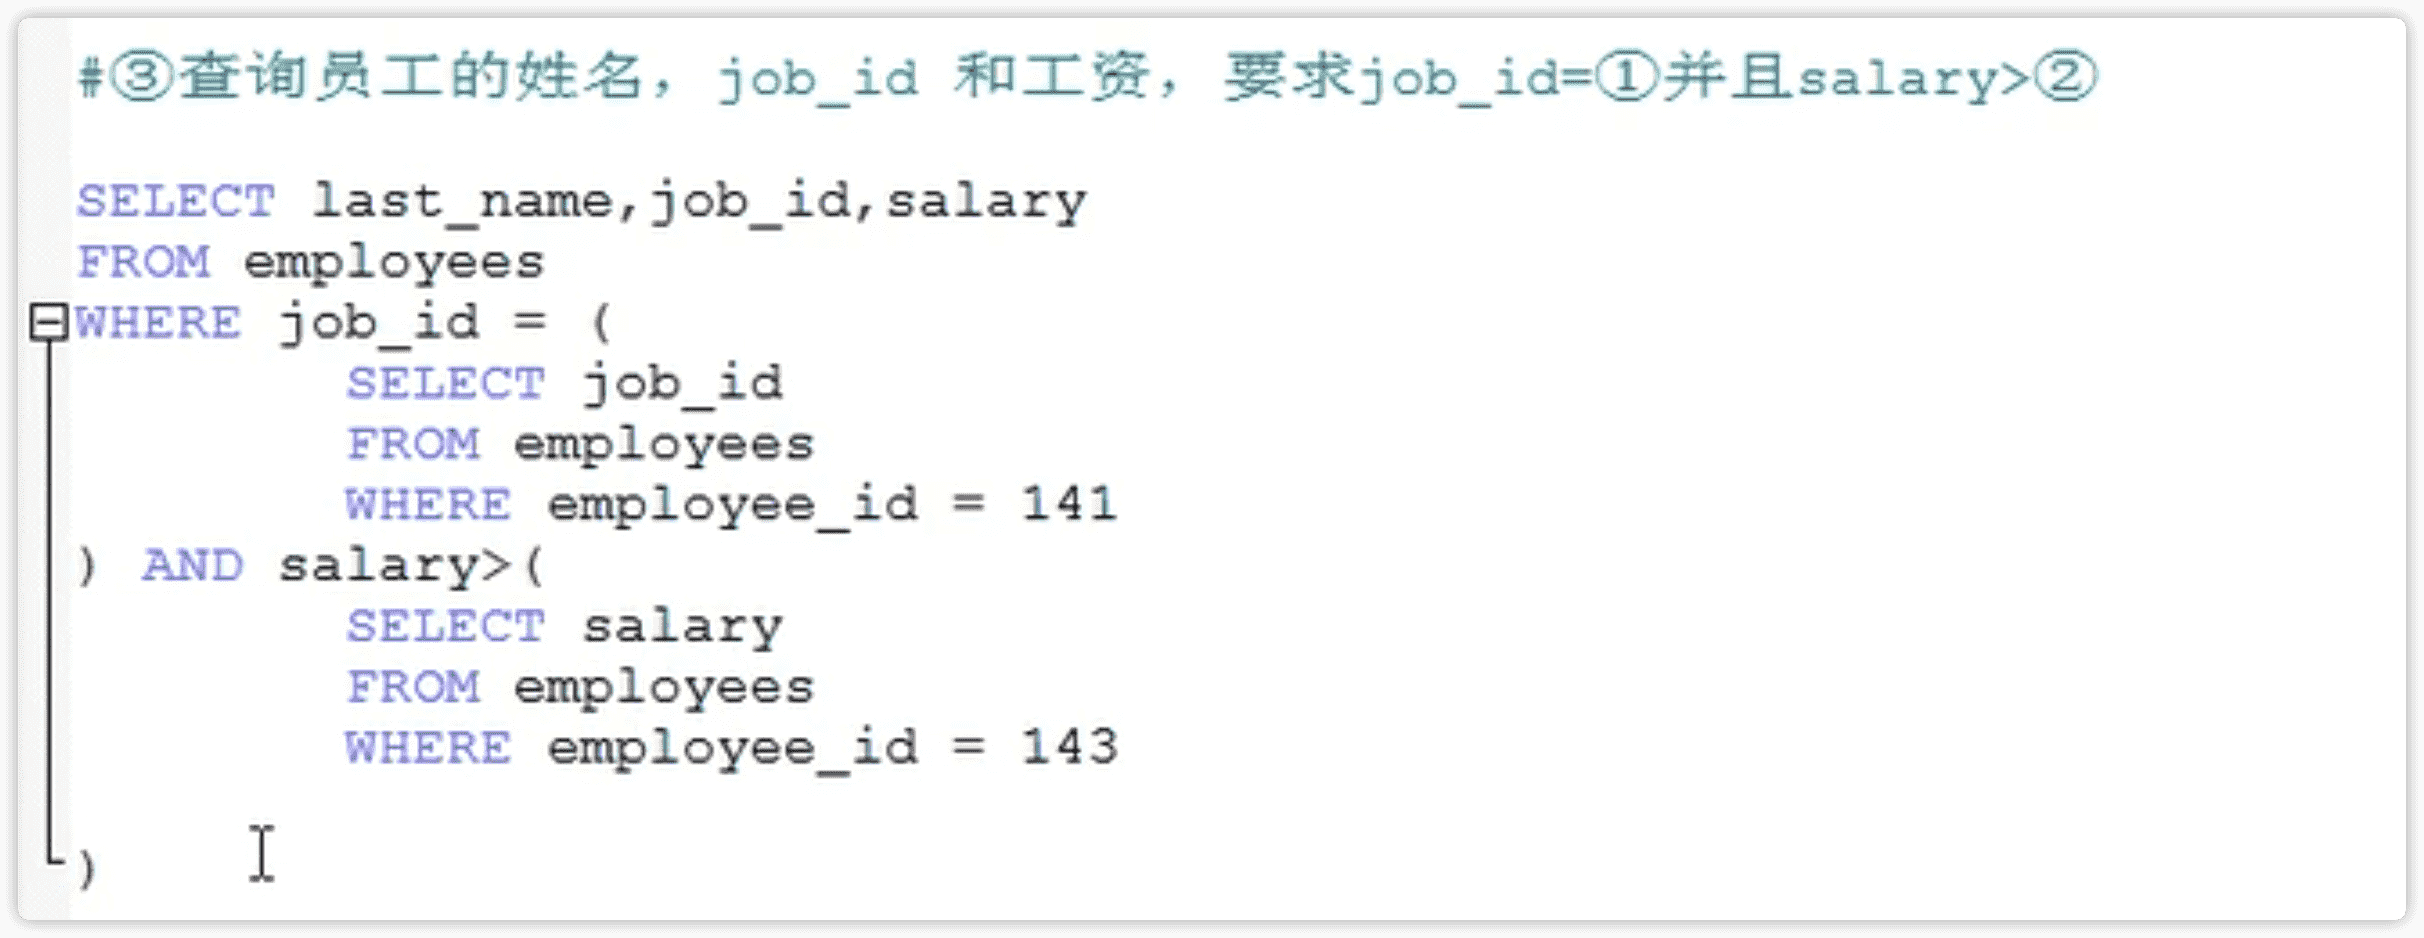 #③查询员工的姓名，job_id 和工资，要求job_id=①并且salary>②
SELECT last_name,job_id,salary
FROM employees
WHERE job_id = (
SELECT job_id
FROM employees
WHERE employee_id = 141
) AND salary>(
SELECT salary
FROM employees
WHERE employee_id = 143
)